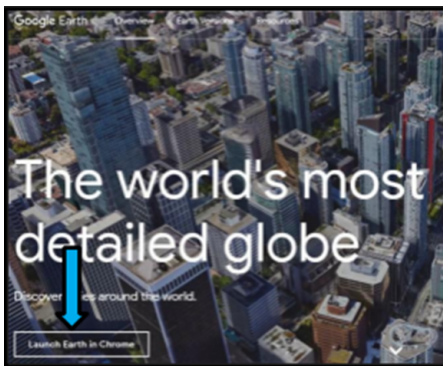 Google Earth Overview Earth Versions Resources
The world's most
detailed globe
Discover around the world.
Launch Earth in Chrome